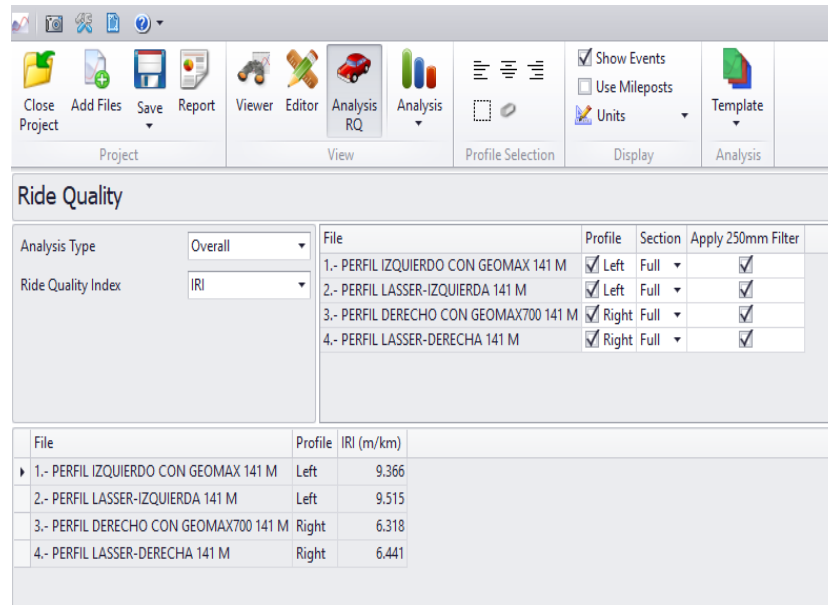 Close Project
Add Files
Save
Report
Viewer
Editor
Analysis RQ
Analysis
Show Events
Use Mileposts
Units
Template
Project
View
Profile Selection
Display
Analysis
Ride Quality
Analysis Type Overall
Ride Quality Index IRI
File Profile Section Apply 250mm Filter
1.- PERFIL IZQUIERDO CON GEOMAX 141 M Left Full
2.- PERFIL LASSER-IZQUIERDA 141 M Left Full
3.- PERFIL DERECHO CON GEOMAX700 141 M Right Full
4.- PERFIL LASSER-DERECHA 141 M Right Full
File Profile IRI (m/km)
1.- PERFIL IZQUIERDO CON GEOMAX 141 M Left 9.366
2.- PERFIL LASSER-IZQUIERDA 141 M Left 9.515
3.- PERFIL DERECHO CON GEOMAX700 141 M Right 6.318
4.- PERFIL LASSER-DERECHA 141 M Right 6.441